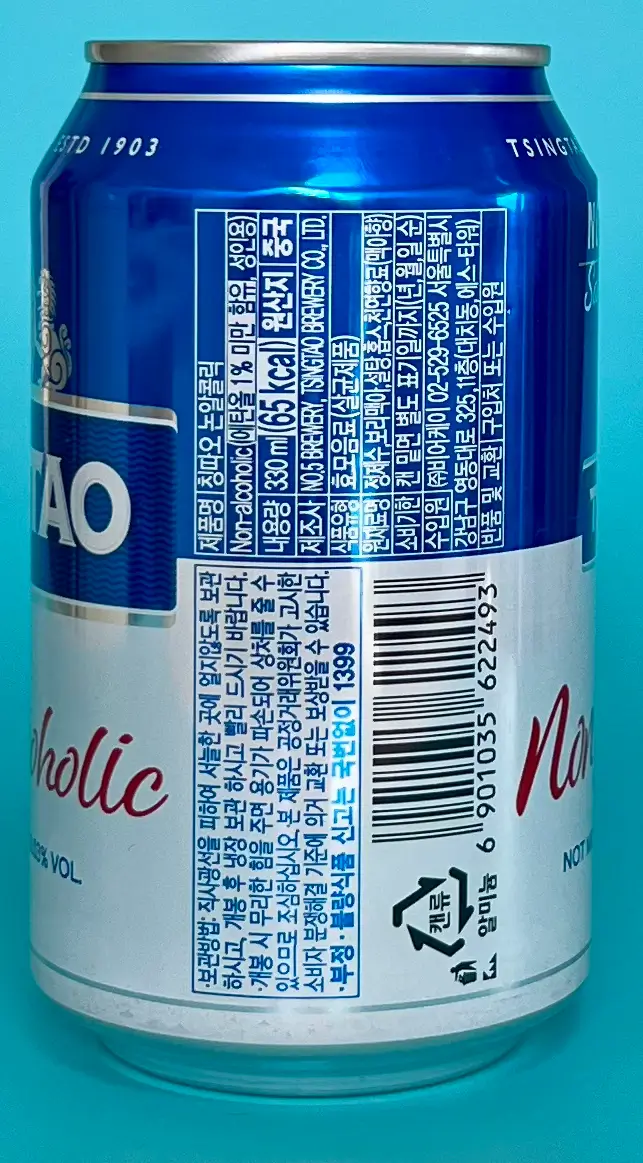 ESTD 1903
TSINGT
TAO
제품명 칭따오 논알콜릭
Non-alcoholic (에탄올 1% 미만 함유, 성인용)
내용량 330 ml (65 kcal) 원산지 중국
제조사 NO.5 BREWERY, TSINGTAO BREWERY CO., LTD.
식품유형 효모음료(살균제품)
원재료명 정제수, 보리맥아, 설탕, 홉, 천연향료(맥아향)
소비기한 캔 밑면 별도 표기일까지(년,월,일 순)
수입원 ㈜비어케이 02-529-6525 서울특별시
강남구 영동대로 325, 11층(대치동, 에스-타워)
반품 및 교환 구입처 또는 수입원
·보관방법: 직사광선을 피하여 서늘한 곳에 얼지않도록 보관
하시고, 개봉 후 냉장 보관 하시고 빨리 드시기 바랍니다.
·개봉 시 무리한 힘을 주면 용기가 파손되어 상처를 줄 수
있으므로 조심하십시오. 본 제품은 공정거래위원회가 고시한
소비자 분쟁해결 기준에 의거 교환 또는 보상받을 수 있습니다.
·부정·불량식품 신고는 국번없이 1399
6 901035 622493
캔류
알미늄
oholic
% VOL.
Non
NOT